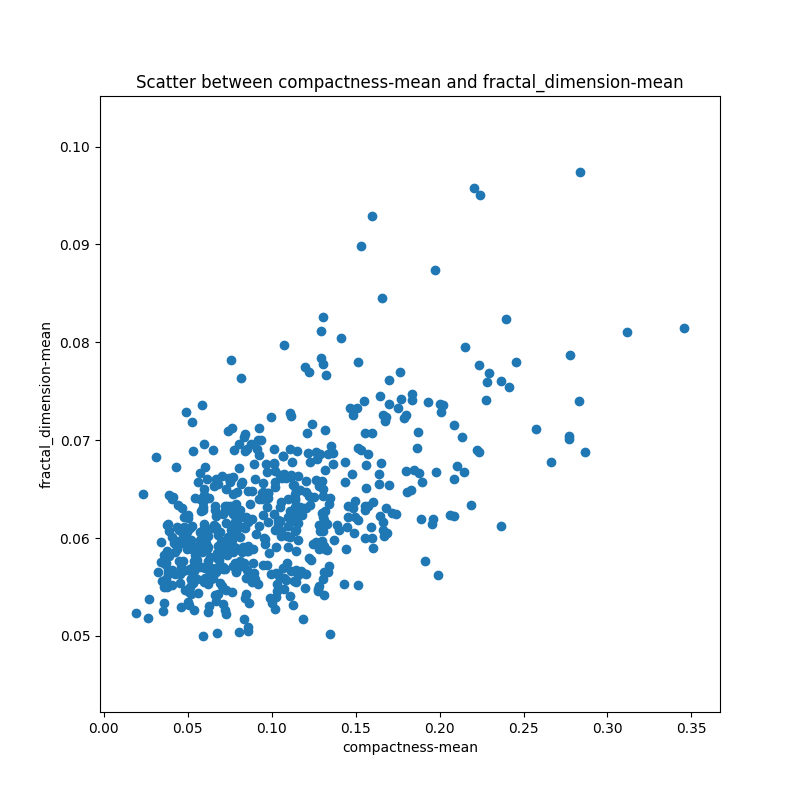 Scatter between compactness-mean and fractal_dimension-mean
0.10
0.09
0.08
0.07
0.06
0.05
fractal_dimension-mean
0.00 0.05 0.10 0.15 0.20 0.25 0.30 0.35
compactness-mean